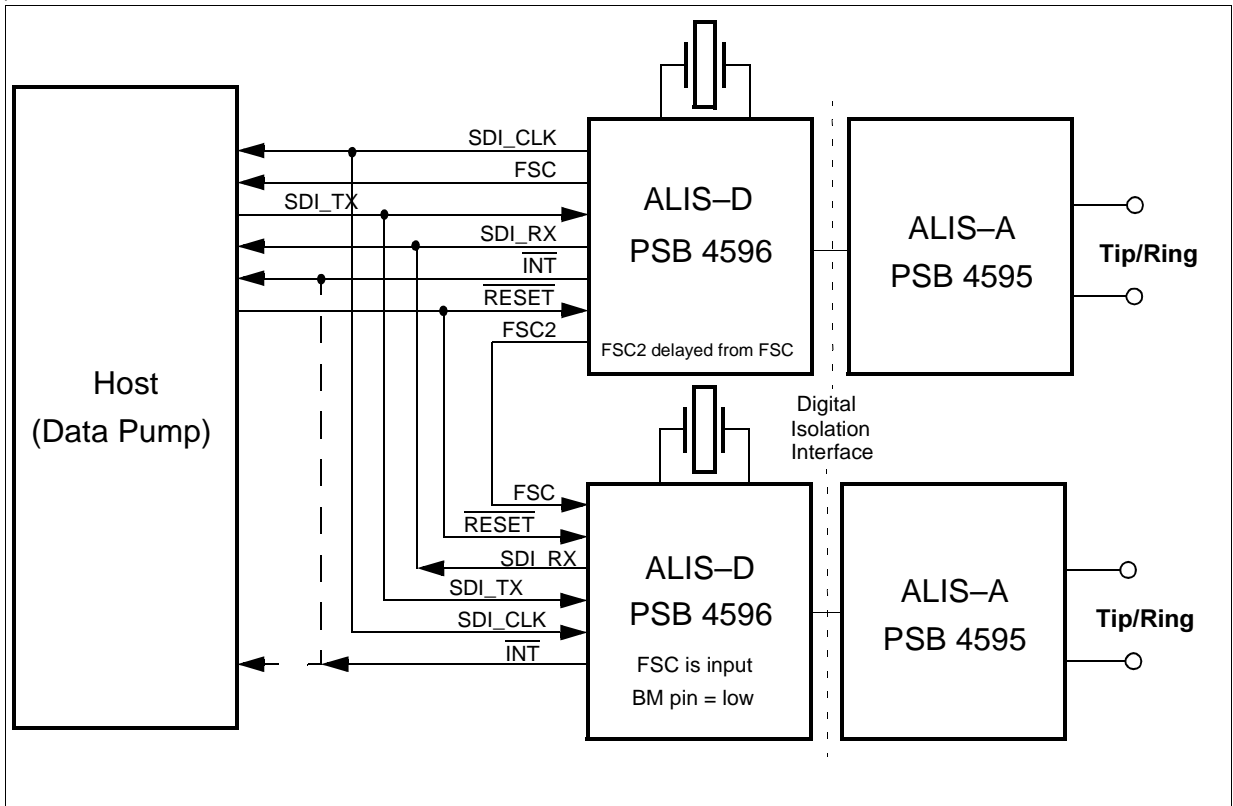 Host
(Data Pump)
SDI_CLK
FSC
SDI_TX
SDI_RX
INT
RESET
FSC2
ALIS–D
PSB 4596
FSC2 delayed from FSC
ALIS–A
PSB 4595
Tip/Ring
Digital
Isolation
Interface
FSC
RESET
SDI_RX
SDI_TX
SDI_CLK
INT
ALIS–D
PSB 4596
FSC is input
BM pin = low
ALIS–A
PSB 4595
Tip/Ring